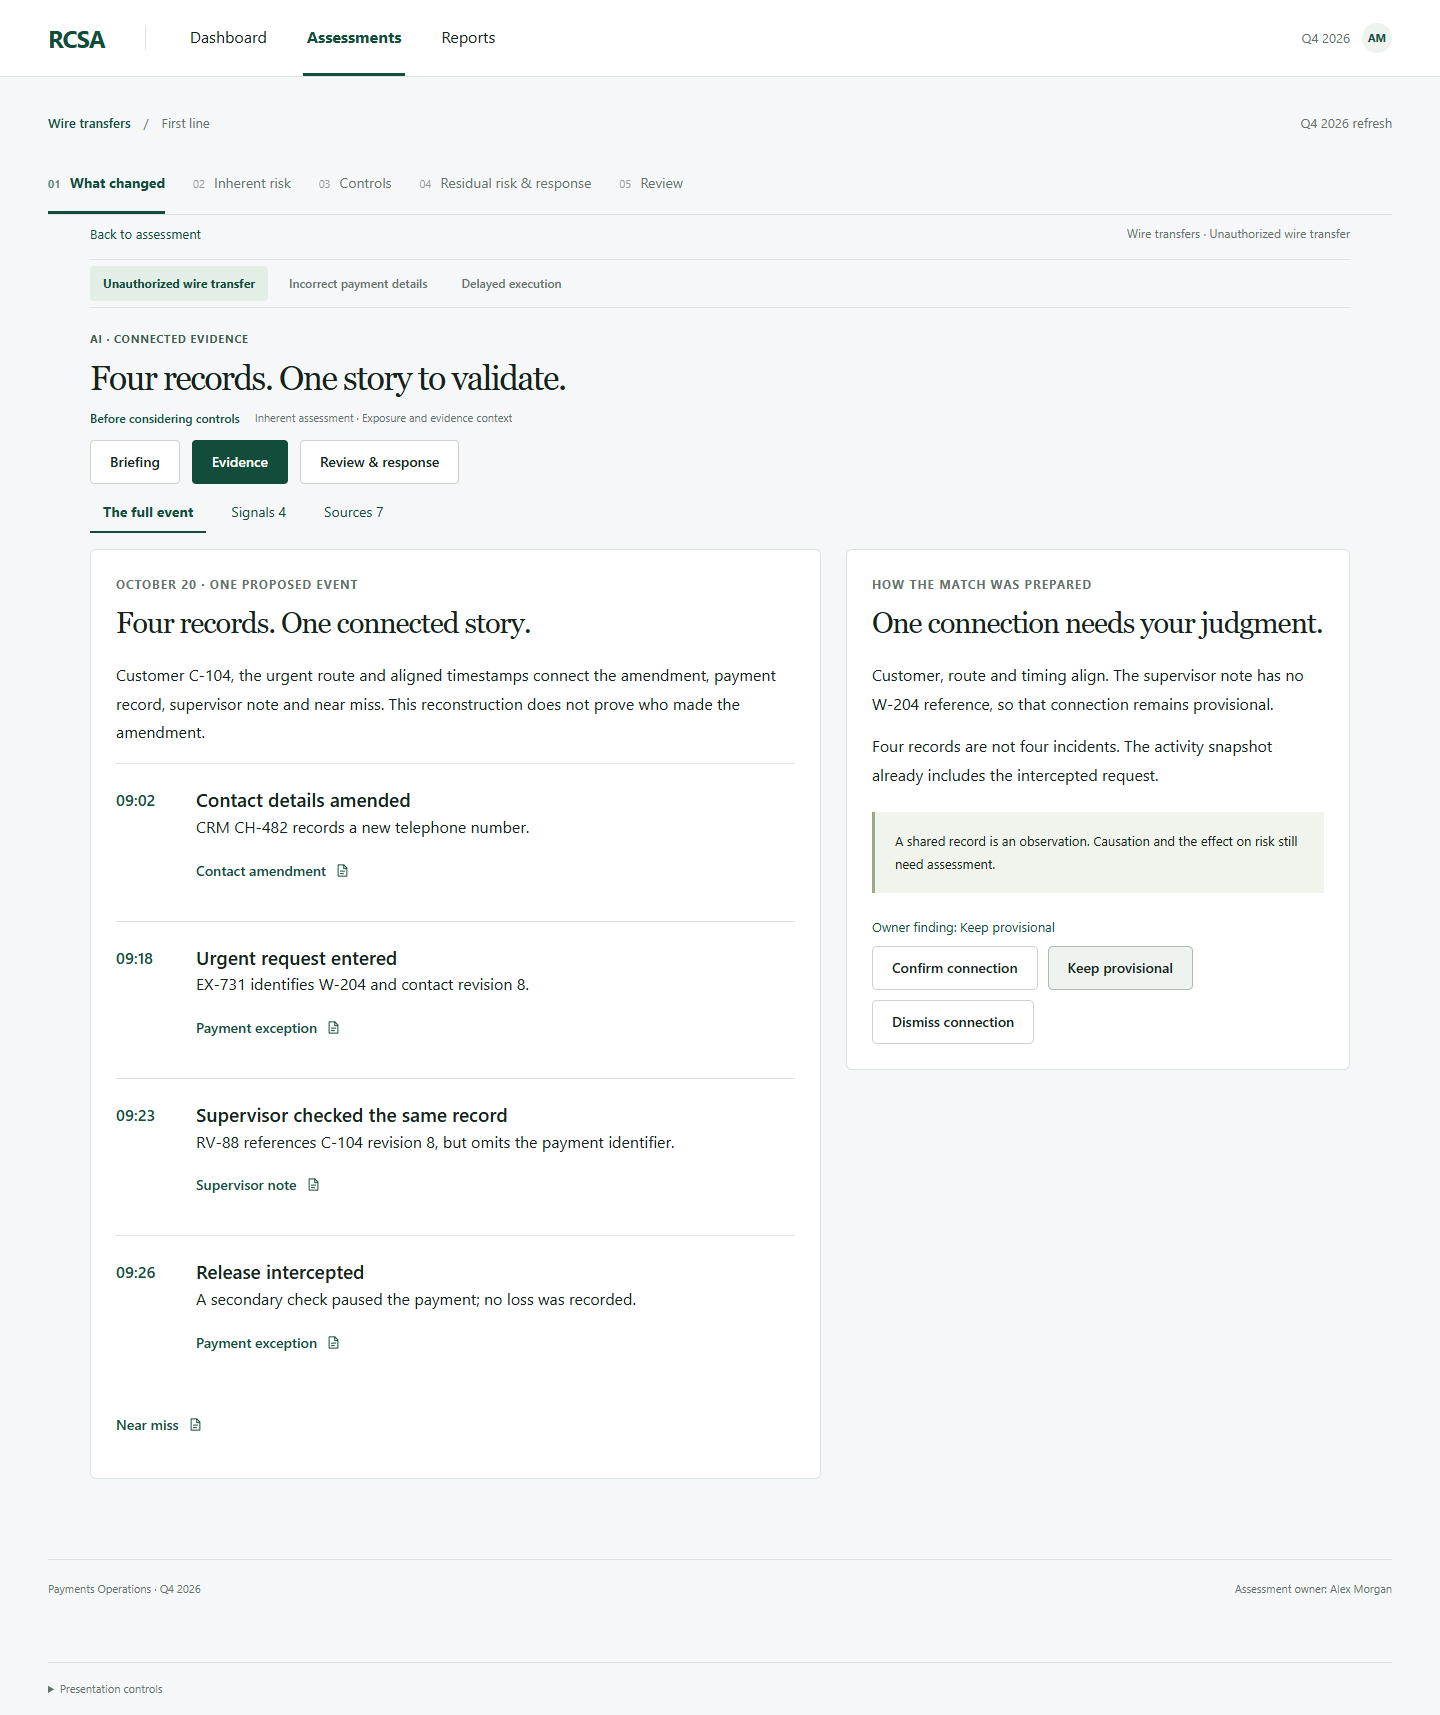 RCSA
Dashboard
Assessments
Reports
Q4 2026
AM
Wire transfers / First line
Q4 2026 refresh
01 What changed
02 Inherent risk
03 Controls
04 Residual risk & response
05 Review
Back to assessment
Wire transfers · Unauthorized wire transfer
Unauthorized wire transfer
Incorrect payment details
Delayed execution
AI · CONNECTED EVIDENCE
Four records. One story to validate.
Before considering controls
Inherent assessment · Exposure and evidence context
Briefing
Evidence
Review & response
The full event
Signals 4
Sources 7
OCTOBER 20 · ONE PROPOSED EVENT
Four records. One connected story.
Customer C-104, the urgent route and aligned timestamps connect the amendment, payment
record, supervisor note and near miss. This reconstruction does not prove who made the
amendment.
09:02
Contact details amended
CRM CH-482 records a new telephone number.
Contact amendment
09:18
Urgent request entered
EX-731 identifies W-204 and contact revision 8.
Payment exception
09:23
Supervisor checked the same record
RV-88 references C-104 revision 8, but omits the payment identifier.
Supervisor note
09:26
Release intercepted
A secondary check paused the payment; no loss was recorded.
Payment exception
Near miss
HOW THE MATCH WAS PREPARED
One connection needs your judgment.
Customer, route and timing align. The supervisor note has no
W-204 reference, so that connection remains provisional.
Four records are not four incidents. The activity snapshot
already includes the intercepted request.
A shared record is an observation. Causation and the effect on risk still
need assessment.
Owner finding: Keep provisional
Confirm connection
Keep provisional
Dismiss connection
Payments Operations · Q4 2026
Assessment owner: Alex Morgan
Presentation controls